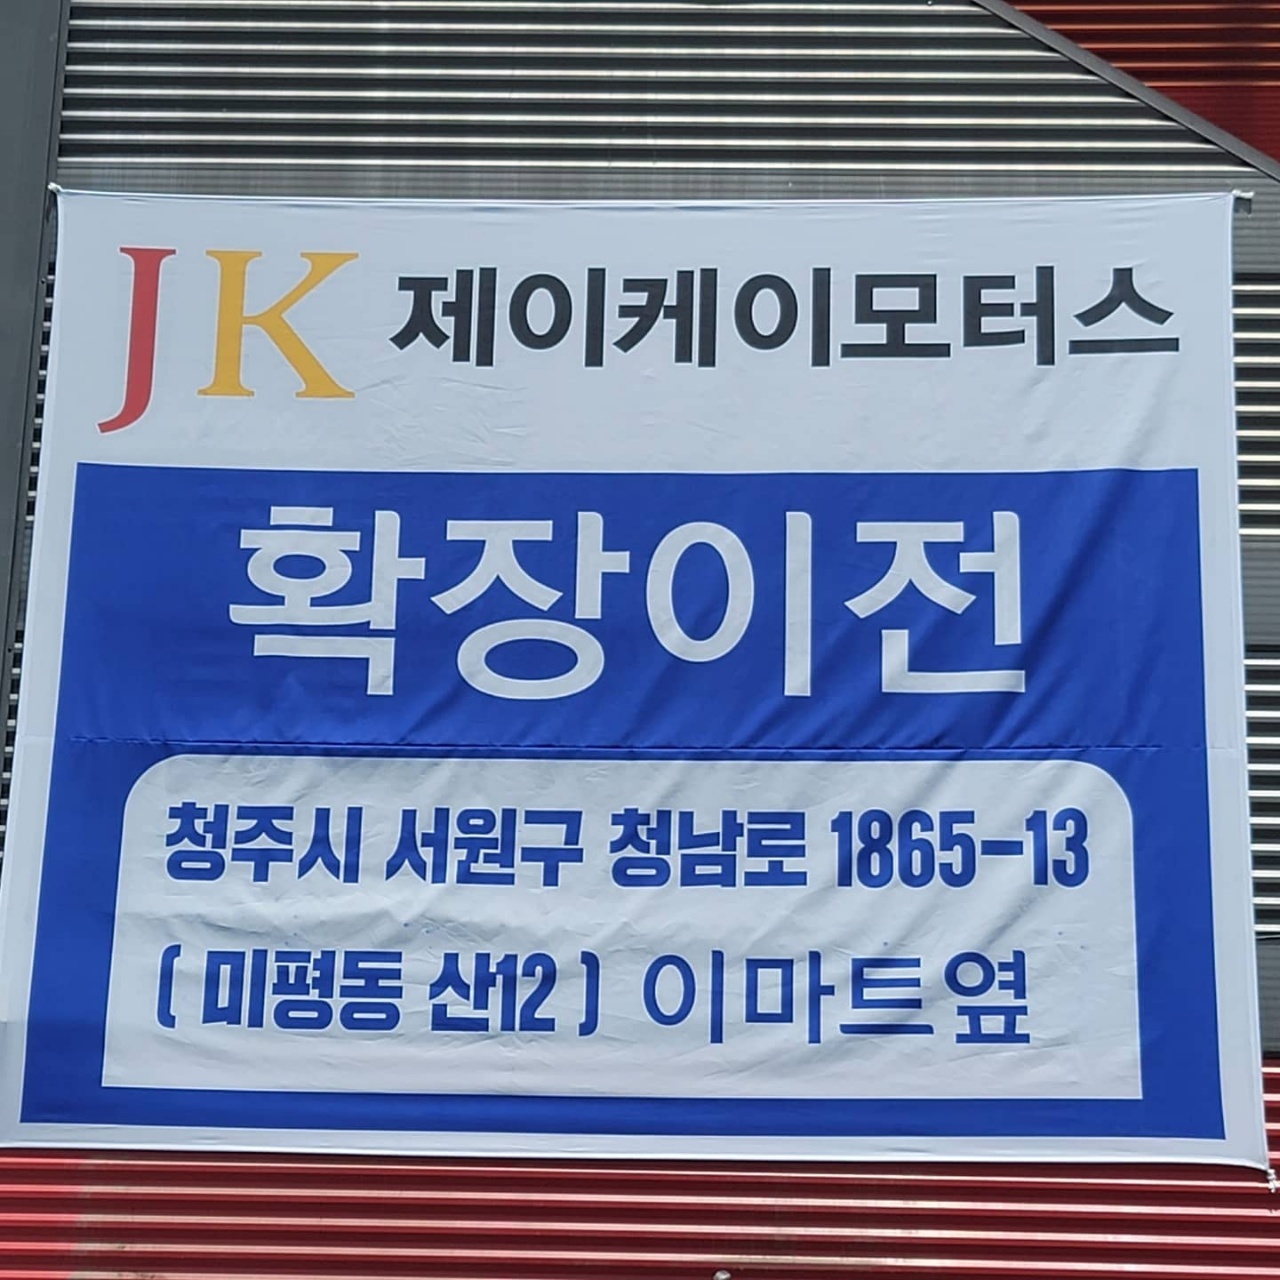 JK 제이케이모터스
확장이전
청주시 서원구 청남로 1865-13
(미평동 산12) 이마트옆